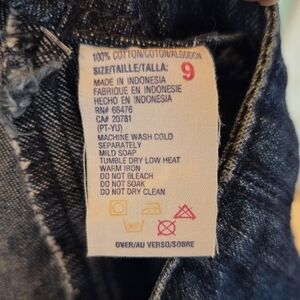 100% COTTON/COTON/ALGODON
SIZE/TAILLE/TALLA: 9
MADE IN INDONESIA
FABRIQUE EN INDONESIE
HECHO EN INDONESIA
RN# 66476
CA# 20781
(PT-YU)
MACHINE WASH COLD
SEPARATELY
MILD SOAP
TUMBLE DRY LOW HEAT
WARM IRON
DO NOT BLEACH
DO NOT SOAK
DO NOT DRY CLEAN
OVER/AU VERSO/SOBRE